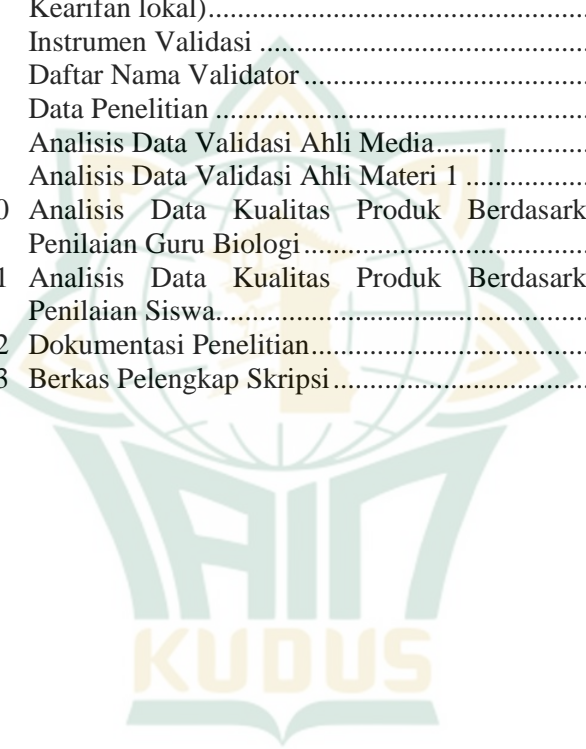 Kearifan lokal)........................................................
Instrumen Validasi ................................................
Daftar Nama Validator ..........................................
Data Penelitian ......................................................
Analisis Data Validasi Ahli Media........................
Analisis Data Validasi Ahli Materi 1 ....................
0 Analisis Data Kualitas Produk Berdasark
Penilaian Guru Biologi ..........................................
1 Analisis Data Kualitas Produk Berdasark
Penilaian Siswa......................................................
2 Dokumentasi Penelitian.........................................
3 Berkas Pelengkap Skripsi......................................
IAIN
KUDUS